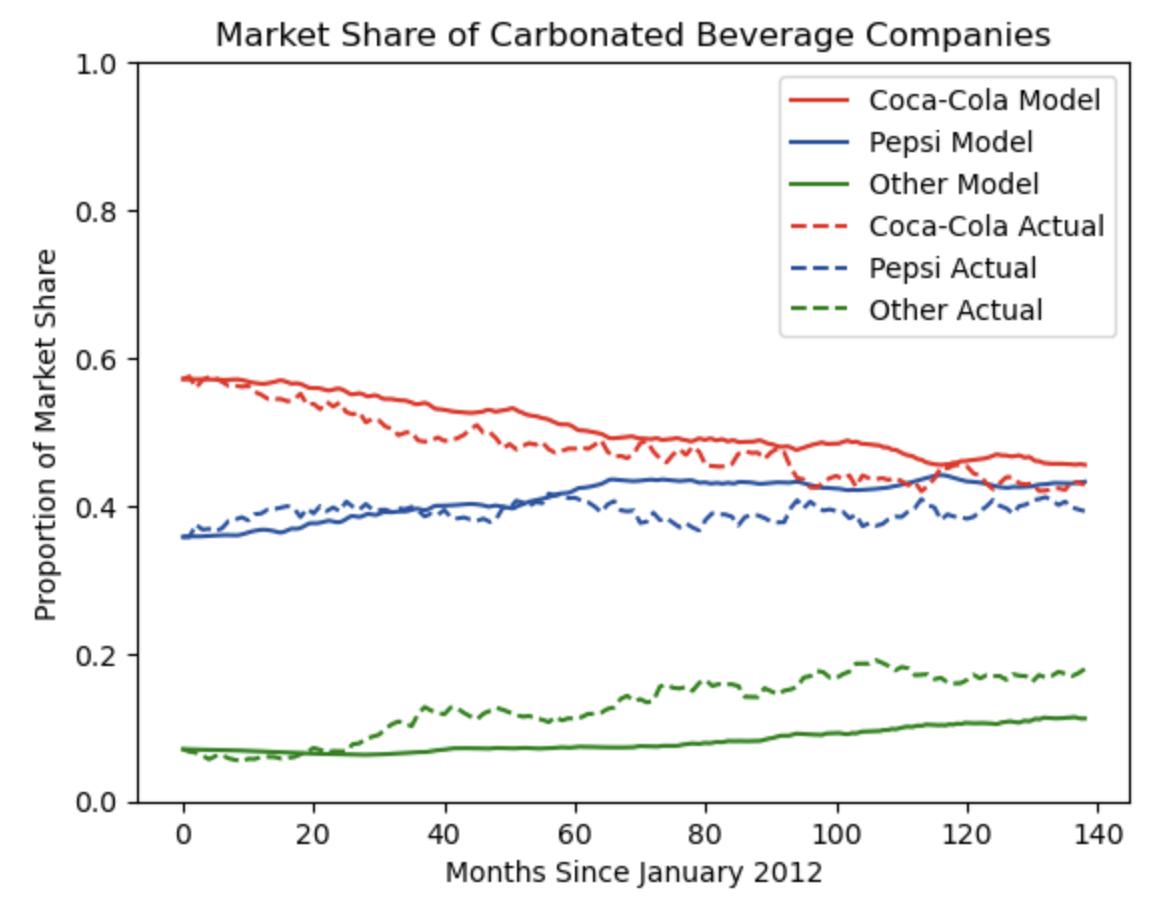 Market Share of Carbonated Beverage Companies
1.0
0.8
0.6
0.4
0.2
0.0
Proportion of Market Share
Coca-Cola Model
Pepsi Model
Other Model
Coca-Cola Actual
Pepsi Actual
Other Actual
0 20 40 60 80 100 120 140
Months Since January 2012